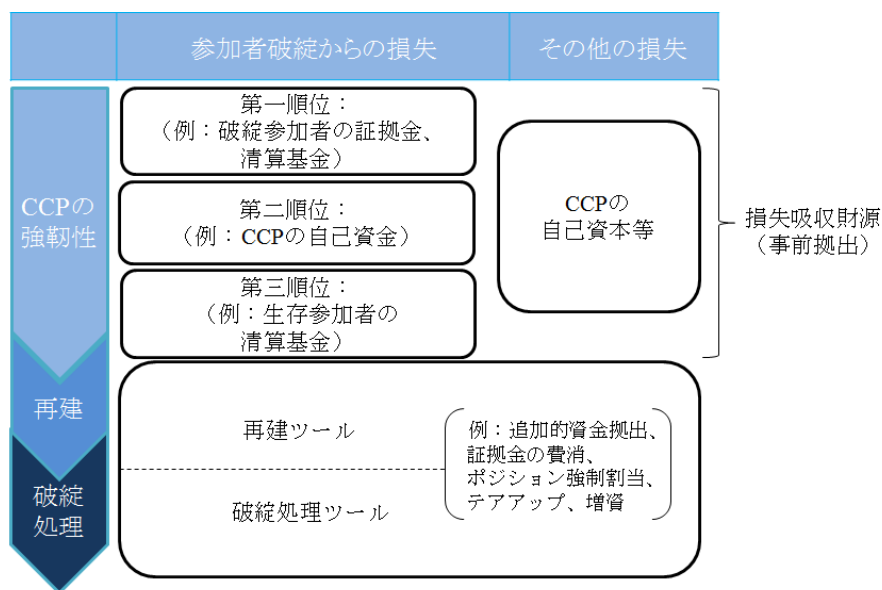 参加者破綻からの損失
その他の損失
CCPの
強靭性
第一順位：
（例：破綻参加者の証拠金、
清算基金）
第二順位：
（例：CCPの自己資金）
第三順位：
（例：生存参加者の
清算基金）
CCPの
自己資本等
損失吸収財源
（事前拠出）
再建
破綻
処理
再建ツール
破綻処理ツール
例：追加的資金拠出、
証拠金の費消、
ポジション強制割当、
テアアップ、増資